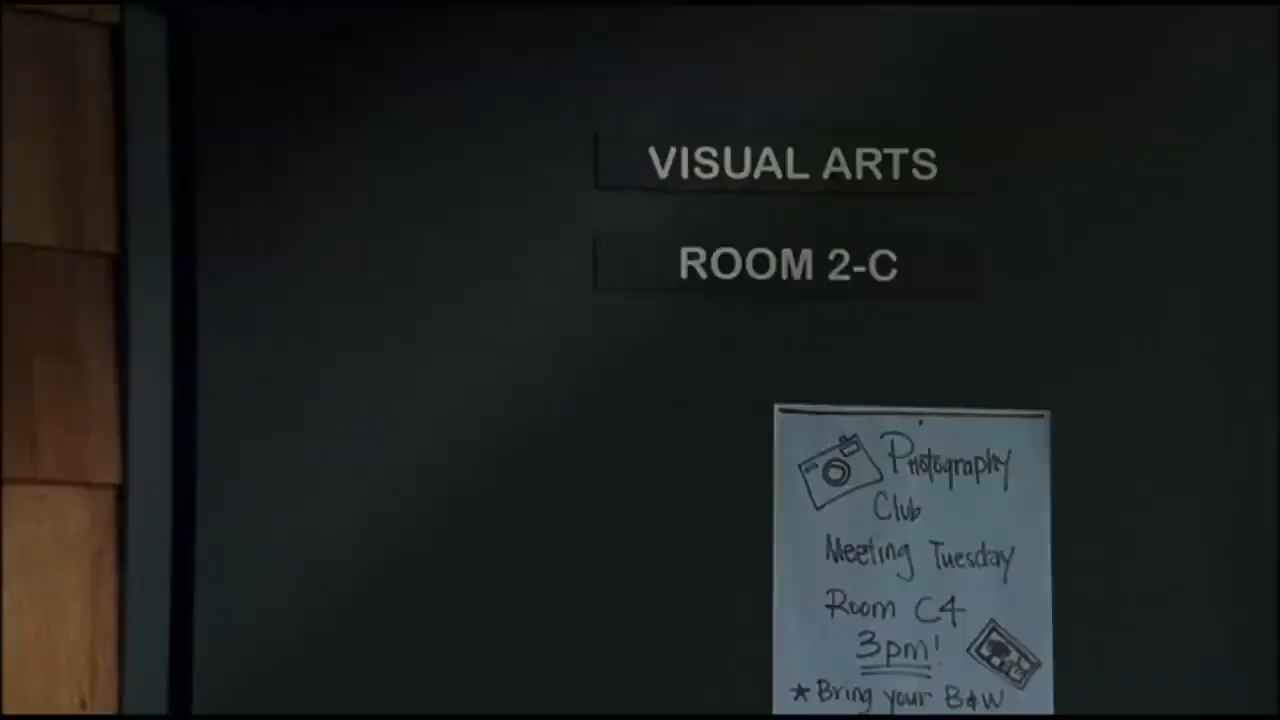 VISUAL ARTS
ROOM 2-C
Photography
Club
Meeting Tuesday
Room C4
3pm!
* Bring your B&W